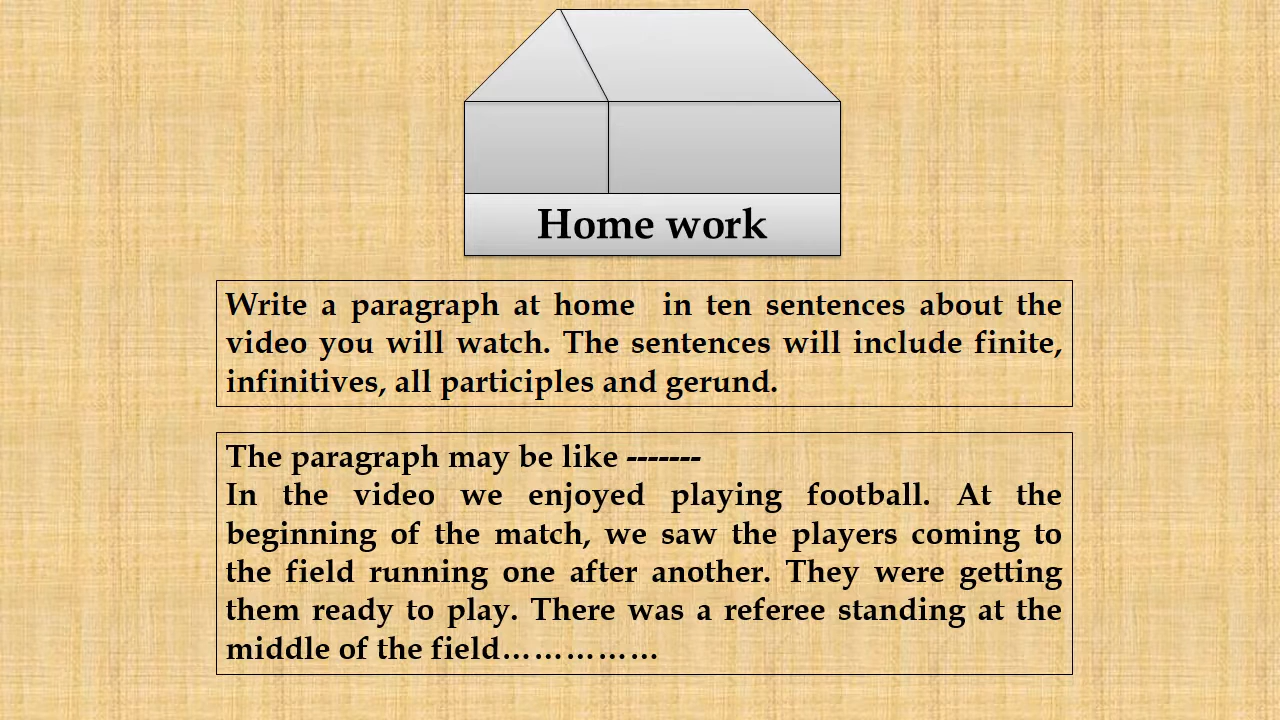 Home work
Write a paragraph at home in ten sentences about the
video you will watch. The sentences will include finite,
infinitives, all participles and gerund.
The paragraph may be like -------
In the video we enjoyed playing football. At the
beginning of the match, we saw the players coming to
the field running one after another. They were getting
them ready to play. There was a referee standing at the
middle of the field……………